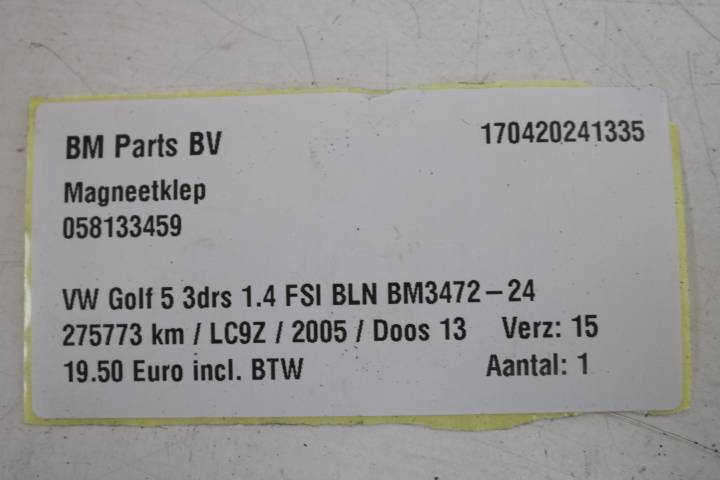 BM Parts BV 170420241335
Magneetklep
058133459
VW Golf 5 3drs 1.4 FSI BLN BM3472-24
275773 km / LC9Z / 2005 / Doos 13 Verz: 15
19.50 Euro incl. BTW Aantal: 1